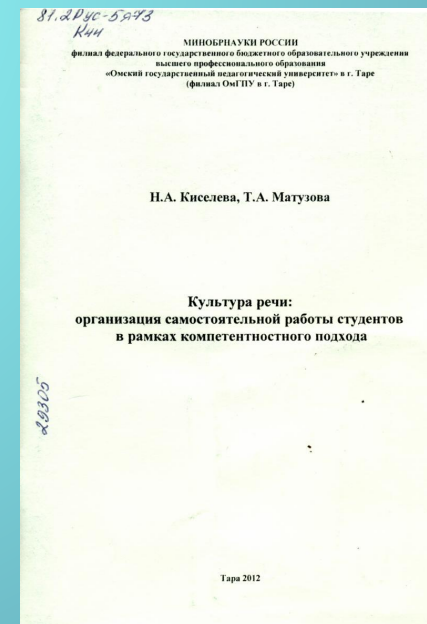 81.2Рус-5я73
К44
МИНОБРНАУКИ РОССИИ
филиал федерального государственного бюджетного образовательного учреждения
высшего профессионального образования
«Омский государственный педагогический университет» в г. Таре
(филиал ОмГПУ в г. Таре)
Н.А. Киселева, Т.А. Матузова
Культура речи:
организация самостоятельной работы студентов
в рамках компетентностного подхода
29305
Тара 2012